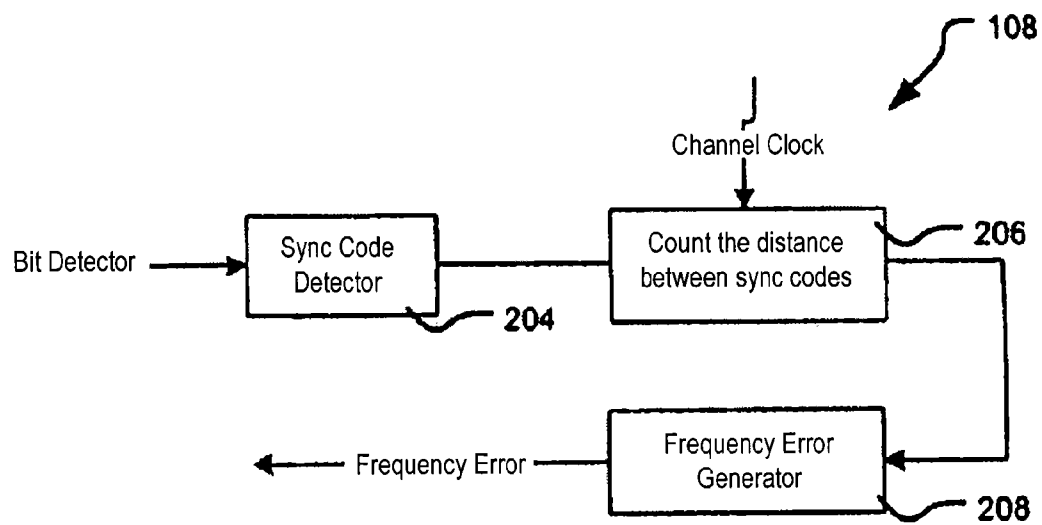 108
Channel Clock
Bit Detector
Sync Code
Detector
204
Count the distance
between sync codes
206
Frequency Error
Frequency Error
Generator
208